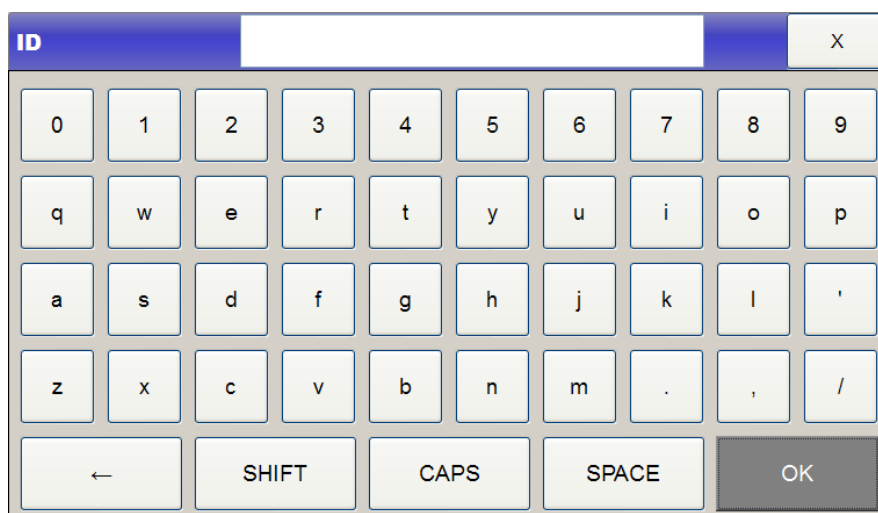 ID X
0 1 2 3 4 5 6 7 8 9
q w e r t y u i o p
a s d f g h j k l '
z x c v b n m . , /
← SHIFT CAPS SPACE OK